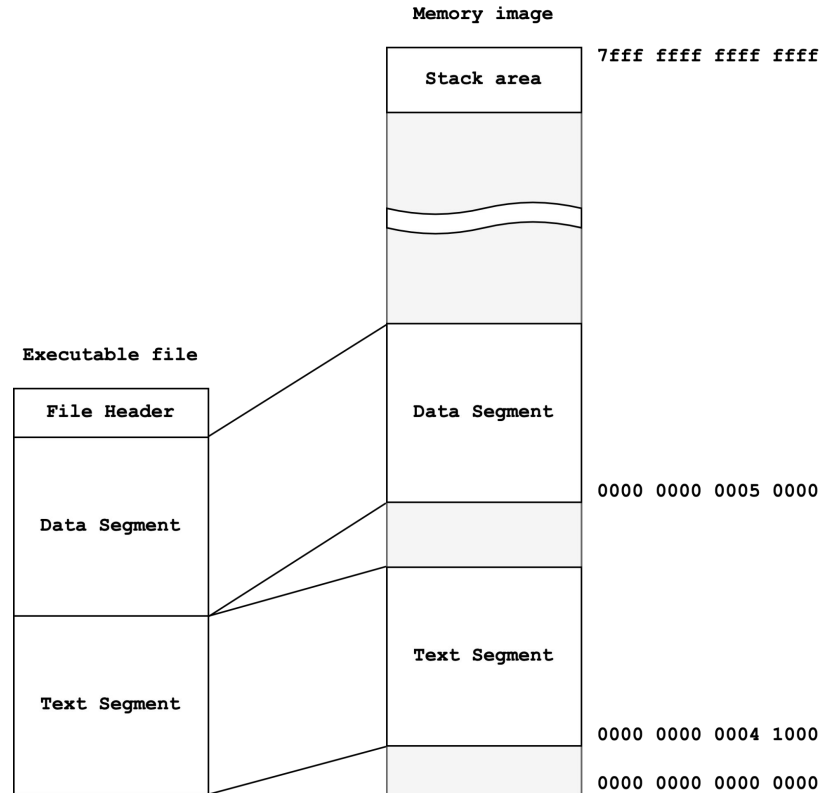 Memory image
7fff ffff ffff ffff
Stack area
Executable file
File Header
Data Segment
0000 0000 0005 0000
Data Segment
Text Segment
Text Segment
0000 0000 0004 1000
0000 0000 0000 0000